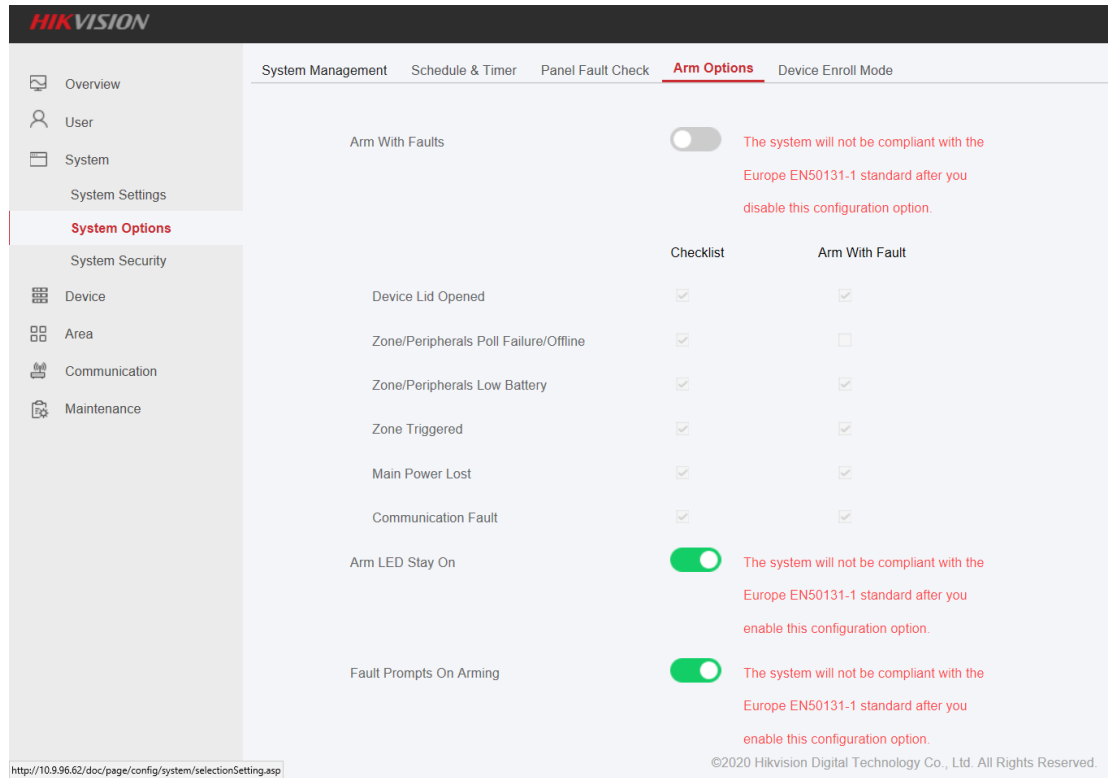 HIKVISION
System Management Schedule & Timer Panel Fault Check Arm Options Device Enroll Mode
Overview
User
System
System Settings
System Options
System Security
Device
Area
Communication
Maintenance
Arm With Faults
The system will not be compliant with the
Europe EN50131-1 standard after you
disable this configuration option.
Checklist Arm With Fault
Device Lid Opened
Zone/Peripherals Poll Failure/Offline
Zone/Peripherals Low Battery
Zone Triggered
Main Power Lost
Communication Fault
Arm LED Stay On
The system will not be compliant with the
Europe EN50131-1 standard after you
enable this configuration option.
Fault Prompts On Arming
The system will not be compliant with the
Europe EN50131-1 standard after you
enable this configuration option.
©2020 Hikvision Digital Technology Co., Ltd. All Rights Reserved.
http://10.9.96.62/doc/page/config/system/selectionSetting.asp